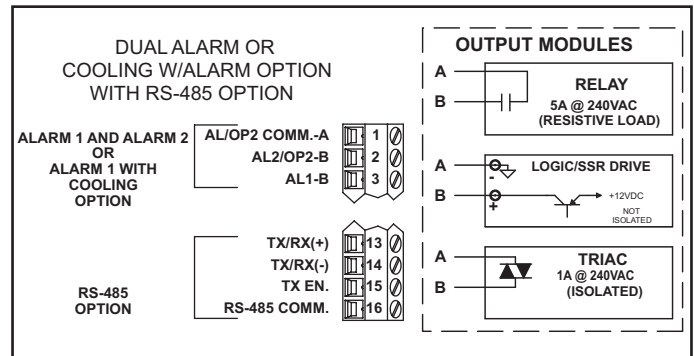 DUAL ALARM OR
COOLING W/ALARM OPTION
WITH RS-485 OPTION
ALARM 1 AND ALARM 2
OR
ALARM 1 WITH
COOLING
OPTION
AL/OP2 COMM.-A 1
AL2/OP2-B 2
AL1-B 3
RS-485
OPTION
TX/RX(+) 13
TX/RX(-) 14
TX EN. 15
RS-485 COMM. 16
OUTPUT MODULES
A
B
RELAY
5A @ 240VAC
(RESISTIVE LOAD)
A
B
-
+
LOGIC/SSR DRIVE
+12VDC
NOT
ISOLATED
A
B
TRIAC
1A @ 240VAC
(ISOLATED)